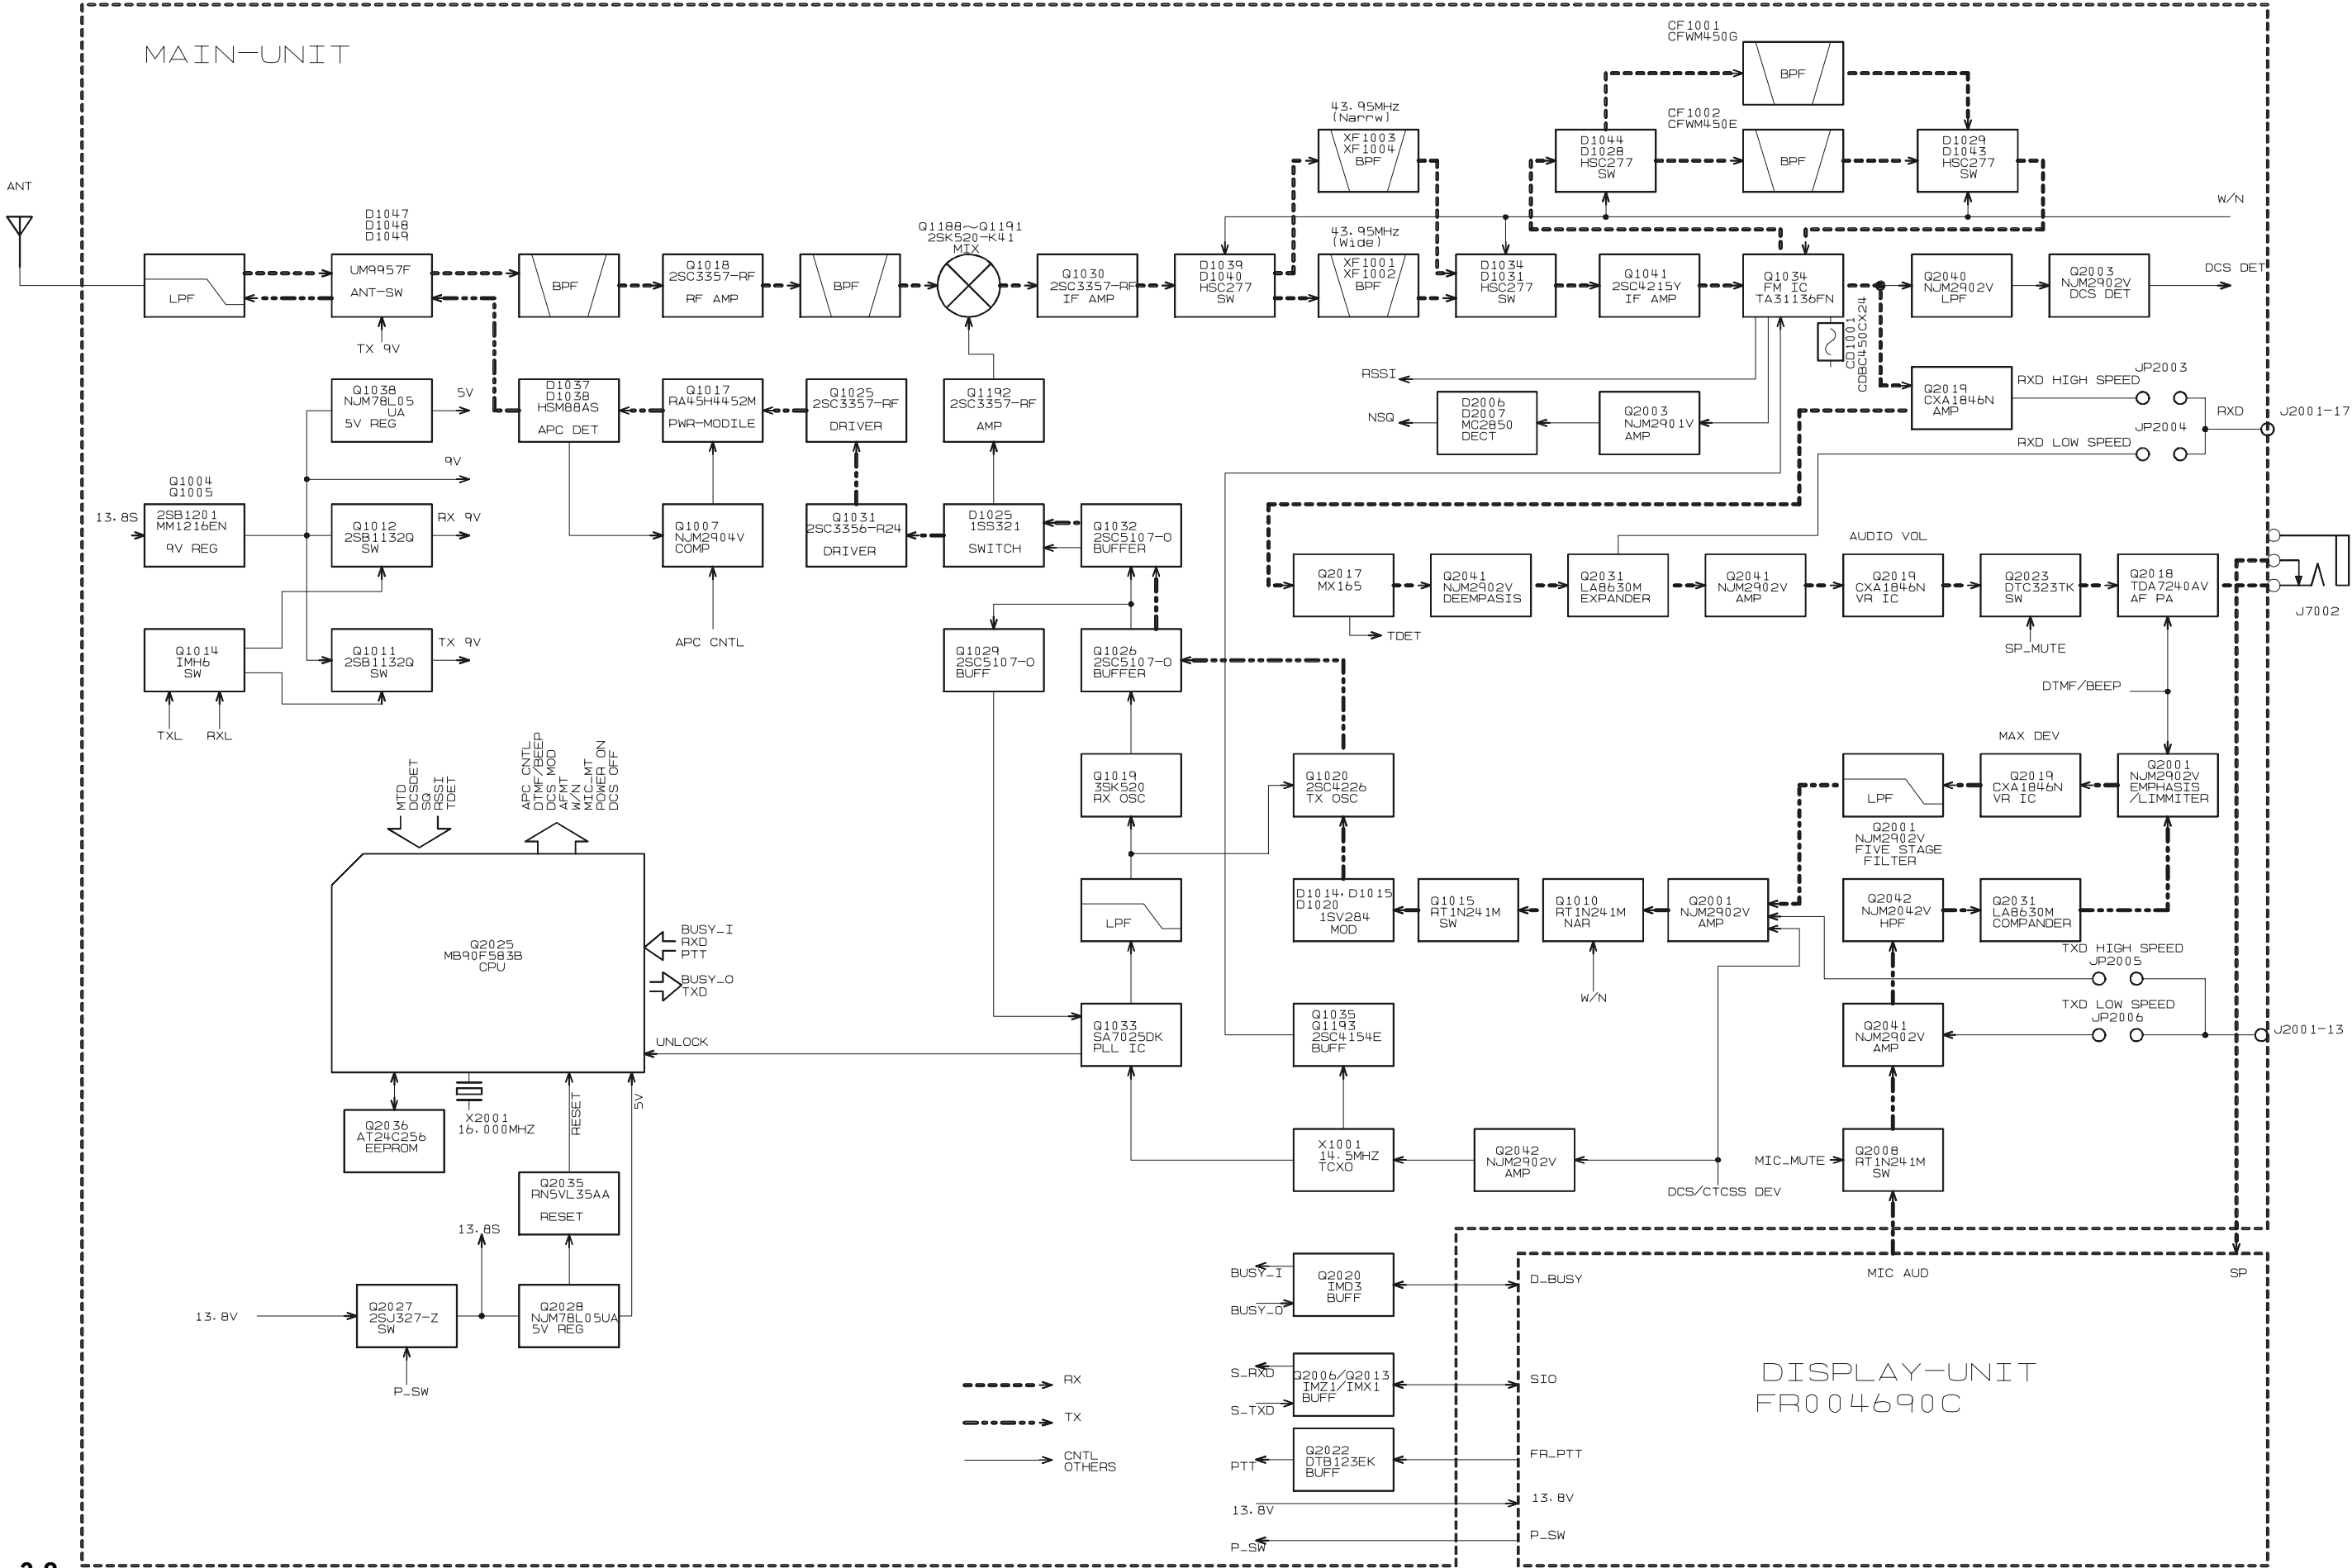 MAIN-UNIT
CF1001
CFWM450G
BPF
CF1002
CFWM450E
BPF
43.95MHz
(Narrw)
XF1003
XF1004
BPF
D1044
D1028
HSC277
SW
D1029
D1043
HSC277
SW
W/N
ANT
LPF
D1047
D1048
D1049
UM9957F
ANT-SW
TX 9V
BPF
Q1018
2SC3357-RF
RF AMP
BPF
Q1188~Q1191
2SK520-K41
MIX
Q1030
2SC3357-RF
IF AMP
D1039
D1040
HSC277
SW
43.95MHz
(Wide)
XF1001
XF1002
BPF
D1034
D1031
HSC277
SW
Q1041
2SC4215Y
IF AMP
Q1034
FM IC
TA31136FN
CD1001
CDBC450CX24
Q2040
NJM2902V
LPF
Q2003
NJM2902V
DCS DET
DCS DET
Q1038
NJM78L05
UA
5V REG
5V
D1037
D1038
HSM88AS
APC DET
Q1017
RA45H4452M
PWR-MODILE
Q1025
2SC3357-RF
DRIVER
Q1192
2SC3357-RF
AMP
RSSI
NSQ
D2006
D2007
MC2850
DECT
Q2003
NJM2901V
AMP
Q2019
CXA1846N
AMP
RXD HIGH SPEED
JP2003
RXD LOW SPEED
JP2004
RXD
J2001-17
9V
Q1004
Q1005
13.8S
2SB1201
MM1216EN
9V REG
Q1012
2SB1132Q
SW
RX 9V
Q1007
NJM2904V
COMP
APC CNTL
Q1031
2SC3356-R24
DRIVER
D1025
1SS321
SWITCH
Q1032
2SC5107-O
BUFFER
Q2017
MX165
TDET
Q2041
NJM2902V
DEEMPASIS
Q2031
LA8630M
EXPANDER
Q2041
NJM2902V
AMP
AUDIO VOL
Q2019
CXA1846N
VR IC
Q2023
DTC323TK
SW
SP_MUTE
Q2018
TDA7240AV
AF PA
J7002
Q1014
IMH6
SW
TXL
RXL
Q1011
2SB1132Q
SW
TX 9V
Q1029
2SC5107-O
BUFF
Q1026
2SC5107-O
BUFFER
DTMF/BEEP
MTD
DCSDET
SQ
RSSI
TDET
APC CNTL
DTMF/BEEP
DCS MOD
AFMT
W/N
MIC_MT
POWER ON
DCS OFF
Q1019
3SK520
RX OSC
Q1020
2SC4226
TX OSC
LPF
Q2001
NJM2902V
FIVE STAGE
FILTER
MAX DEV
Q2019
CXA1846N
VR IC
Q2001
NJM2902V
EMPHASIS
/LIMMITER
Q2025
MB90F583B
CPU
BUSY_I
RXD
PTT
BUSY_O
TXD
UNLOCK
LPF
D1014,D1015
D1020
1SV284
MOD
Q1015
RT1N241M
SW
Q1010
RT1N241M
NAR
W/N
Q2001
NJM2902V
AMP
Q2042
NJM2042V
HPF
Q2031
LA8630M
COMPANDER
TXD HIGH SPEED
JP2005
TXD LOW SPEED
JP2006
J2001-13
Q1033
SA7025DK
PLL IC
Q1035
Q1193
2SC4154E
BUFF
Q2041
NJM2902V
AMP
Q2036
AT24C256
EEPROM
X2001
16.000MHZ
RESET
5V
X1001
14.5MHZ
TCXO
Q2042
NJM2902V
AMP
DCS/CTCSS DEV
MIC_MUTE
Q2008
RT1N241M
SW
Q2035
RN5VL35AA
RESET
13.8S
13.8V
Q2027
2SJ327-Z
SW
P_SW
Q2028
NJM78L05UA
5V REG
BUSY_I
BUSY_O
Q2020
IMD3
BUFF
D_BUSY
MIC AUD
SP
S_RXD
S_TXD
Q2006/Q2013
IMZ1/IMX1
BUFF
SIO
PTT
Q2022
DTB123EK
BUFF
FR_PTT
13.8V
13.8V
P_SW
P_SW
DISPLAY-UNIT
FR004690C
RX
TX
CNTL
OTHERS